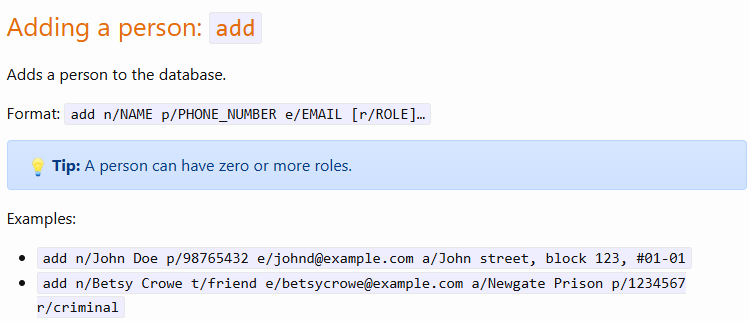 Adding a person: add
Adds a person to the database.
Format: add n/NAME p/PHONE_NUMBER e/EMAIL [r/ROLE]…
💡 Tip: A person can have zero or more roles.
Examples:
• add n/John Doe p/98765432 e/johnd@example.com a/John street, block 123, #01-01
• add n/Betsy Crowe t/friend e/betsycrowe@example.com a/Newgate Prison p/1234567
r/criminal